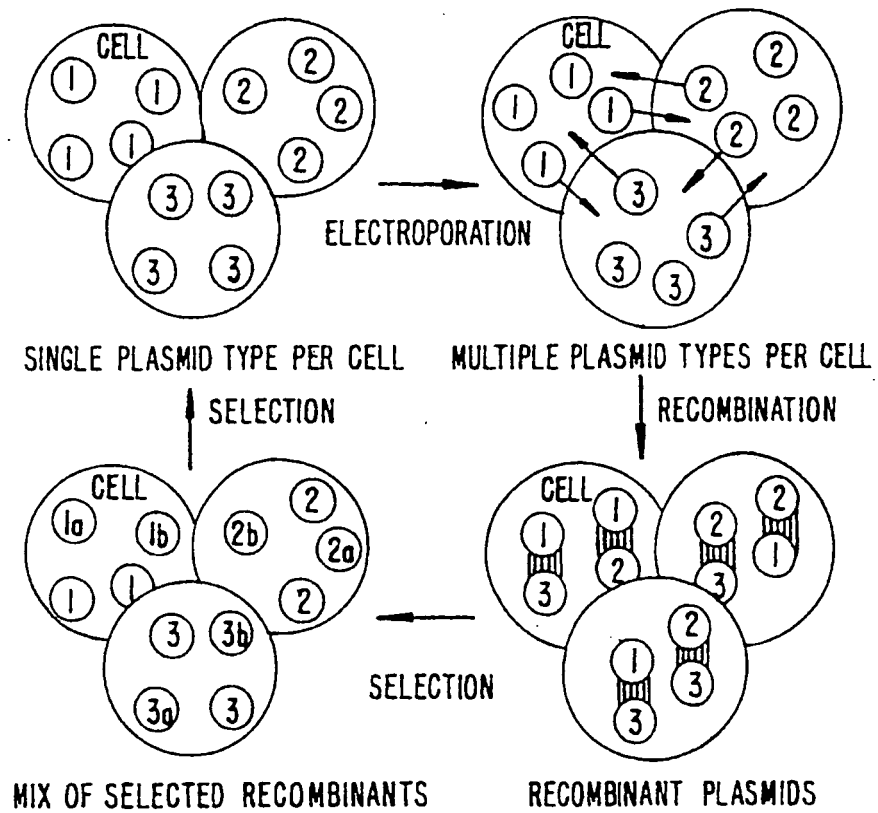 CELL
1 1 1 1
2 2 2 2
3 3 3 3
ELECTROPORATION
SINGLE PLASMID TYPE PER CELL
CELL
1 1 1 1
2 2 2 2
3 3 3 3
MULTIPLE PLASMID TYPES PER CELL
SELECTION
RECOMBINATION
CELL
1a 1b 1 1
2 2b 2a 2
3 3b 3a 3
SELECTION
MIX OF SELECTED RECOMBINANTS
CELL
1 1
3 2
2 2
3 1
1 2
3 3
RECOMBINANT PLASMIDS